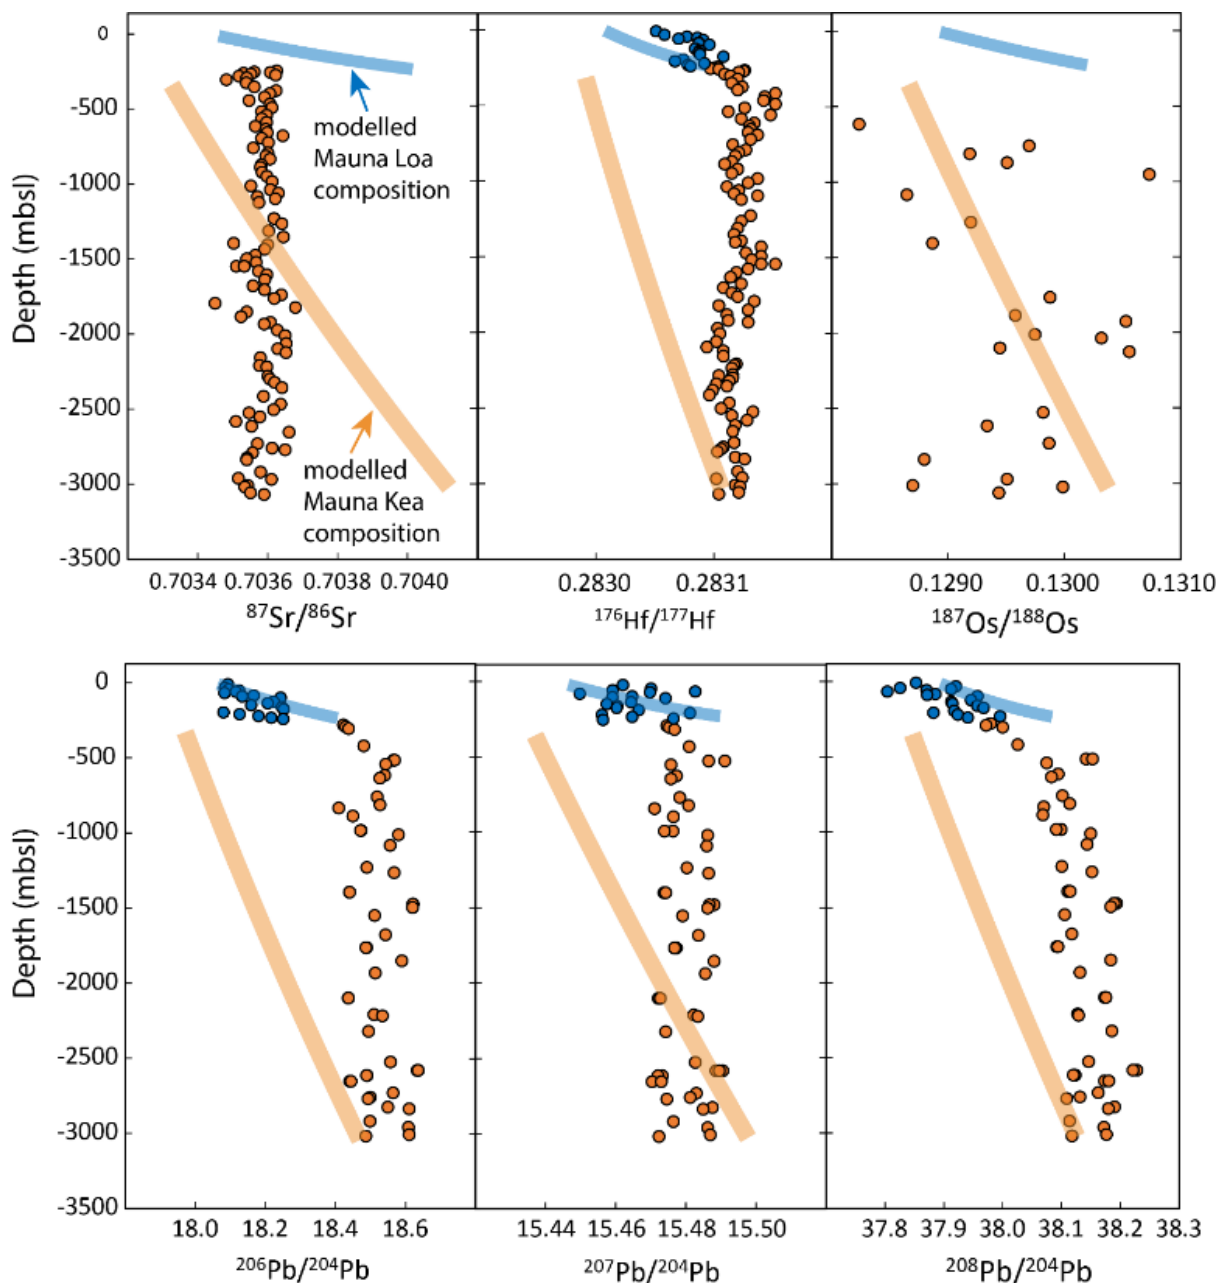 0
-500
-1000
-1500
-2000
-2500
-3000
-3500
Depth (mbsl)
modelled
Mauna Loa
composition
modelled
Mauna Kea
composition
0.7034 0.7036 0.7038 0.7040
0.2830 0.2831
0.1290 0.1300 0.1310
⁸⁷Sr/⁸⁶Sr
¹⁷⁶Hf/¹⁷⁷Hf
¹⁸⁷Os/¹⁸⁸Os
0
-500
-1000
-1500
-2000
-2500
-3000
-3500
Depth (mbsl)
18.0 18.2 18.4 18.6
15.44 15.46 15.48 15.50
37.8 37.9 38.0 38.1 38.2 38.3
²⁰⁶Pb/²⁰⁴Pb
²⁰⁷Pb/²⁰⁴Pb
²⁰⁸Pb/²⁰⁴Pb